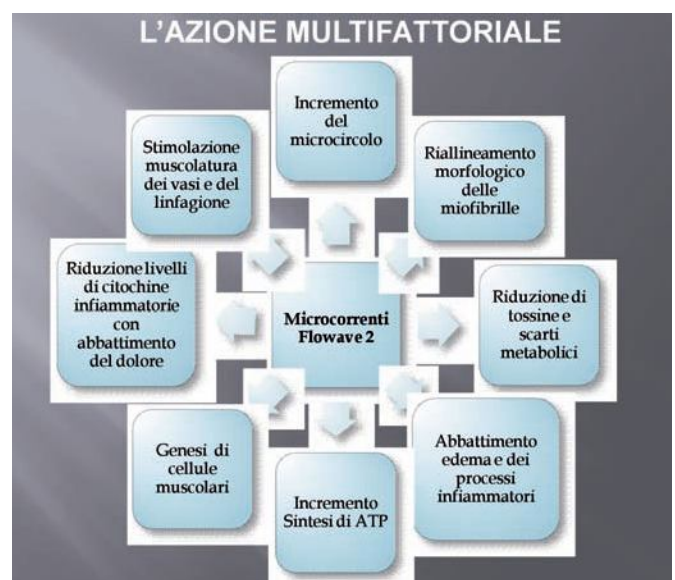 L'AZIONE MULTIFATTORIALE
Incremento
del
microcircolo
Stimolazione
muscolatura
dei vasi e del
linfagione
Riallineamento
morfologico
delle
miofibrille
Riduzione livelli
di citochine
infiammatorie
con
abbattimento
del dolore
Microcorrenti
Flowave 2
Riduzione di
tossine e
scarti
metabolici
Genesi di
cellule
muscolari
Incremento
Sintesi di ATP
Abbattimento
edema e dei
processi
infiammatori